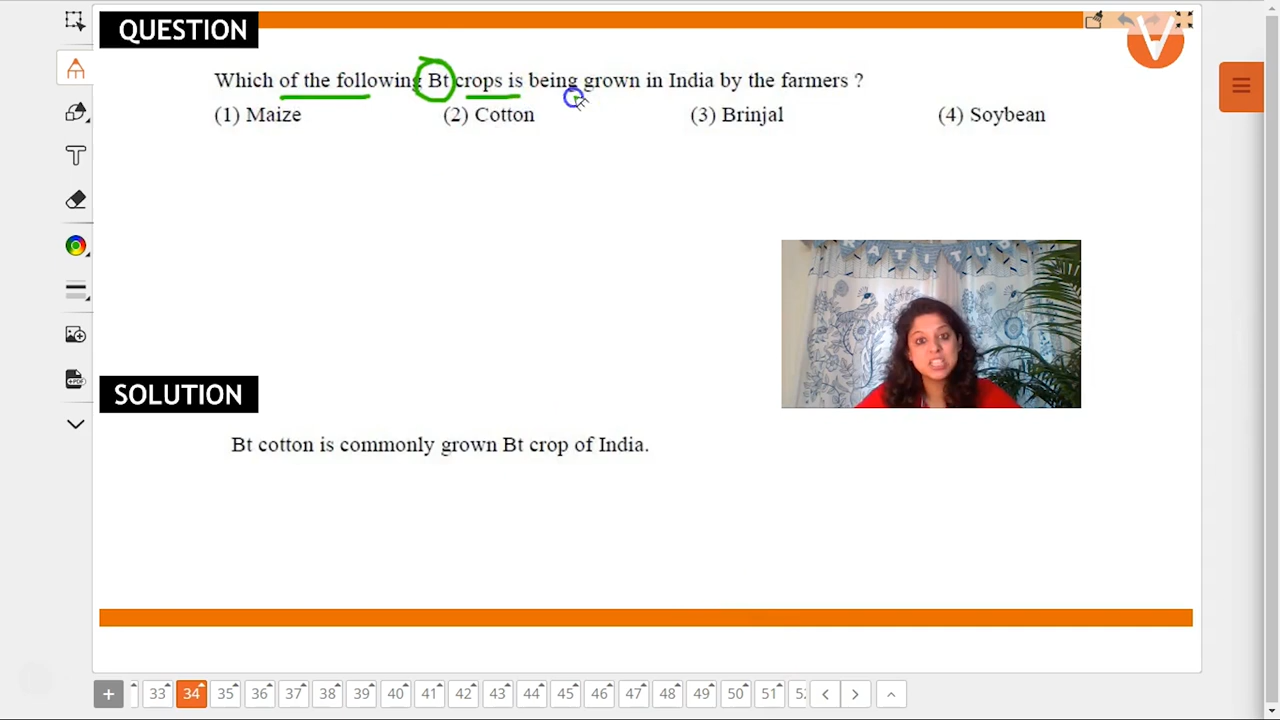 QUESTION
Which of the following Bt crops is being grown in India by the farmers ?
(1) Maize (2) Cotton (3) Brinjal (4) Soybean
RATITUD
SOLUTION
Bt cotton is commonly grown Bt crop of India.
33 34 35 36 37 38 39 40 41 42 43 44 45 46 47 48 49 50 51